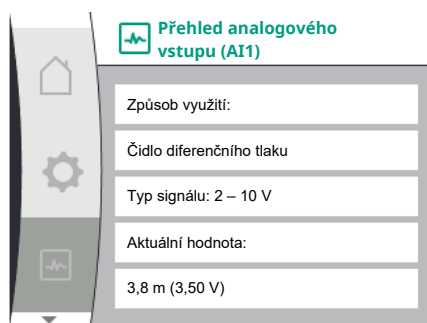 Přehled analogového
vstupu (AI1)
Způsob využití:
Čidlo diferenčního tlaku
Typ signálu: 2 – 10 V
Aktuální hodnota:
3,8 m (3,50 V)